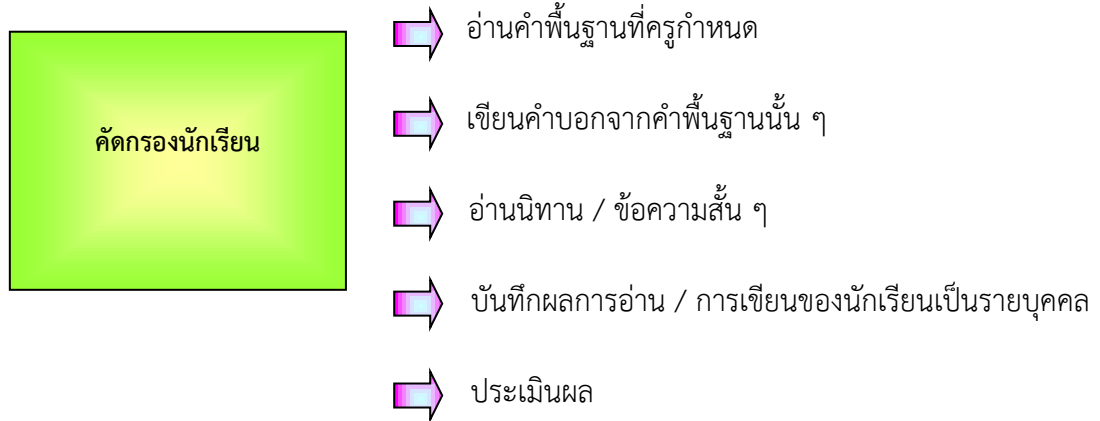 อ่านคำพื้นฐานที่ครูกำหนด
คัดกรองนักเรียน
เขียนคำบอกจากคำพื้นฐานนั้น ๆ
อ่านนิทาน / ข้อความสั้น ๆ
บันทึกผลการอ่าน / การเขียนของนักเรียนเป็นรายบุคคล
ประเมินผล